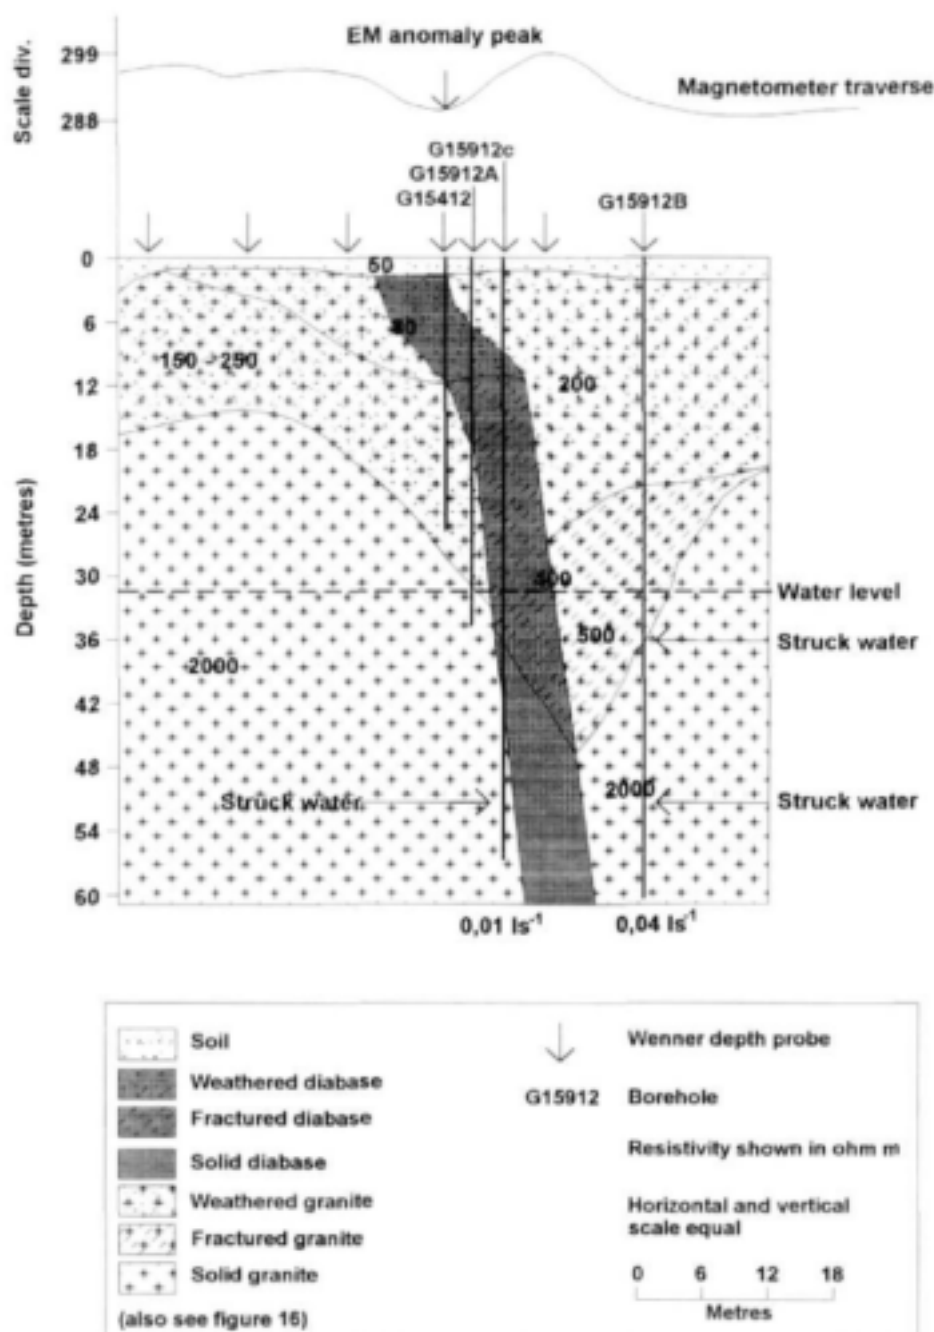 EM anomaly peak
Scale div.
299
288
Magnetometer traverse
G15912c
G15912A
G15412
G15912B
Depth (metres)
0
6
12
18
24
30
36
42
48
54
60
50
150 - 250
200
400
500
2000
2000
Water level
Struck water
Struck water
Struck water
0,01 ls⁻¹
0,04 ls⁻¹
Soil
Weathered diabase
Fractured diabase
Solid diabase
Weathered granite
Fractured granite
Solid granite
(also see figure 16)
Wenner depth probe
G15912
Borehole
Resistivity shown in ohm m
Horizontal and vertical
scale equal
0 6 12 18
Metres